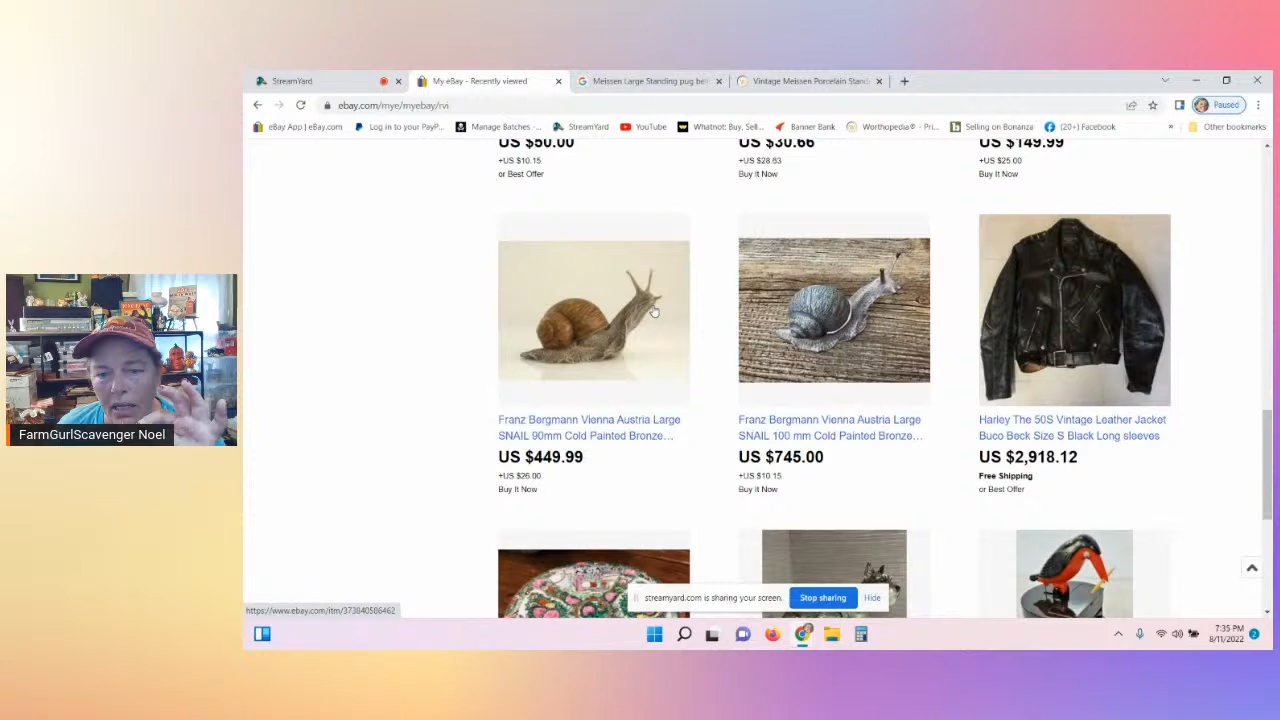 StreamYard
My eBay - Recently viewed
Meissen Large Standing pug bel
Vintage Meissen Porcelain Stand
ebay.com/mye/myebay/rvi
Paused
eBay App | eBay.com
Log in to your PayP...
Manage Batches -...
StreamYard
YouTube
Whatnot: Buy, Sell,...
Banner Bank
Worthopedia® - Pri...
Selling on Bonanza
(20+) Facebook
»
Other bookmarks
US $50.00
+US $10.15
or Best Offer
US $30.66
+US $28.63
Buy It Now
US $149.99
+US $25.00
Buy It Now
Franz Bergmann Vienna Austria Large
SNAIL 90mm Cold Painted Bronze...
US $449.99
+US $26.00
Buy It Now
Franz Bergmann Vienna Austria Large
SNAIL 100 mm Cold Painted Bronze...
US $745.00
+US $10.15
Buy It Now
Harley The 50S Vintage Leather Jacket
Buco Beck Size S Black Long sleeves
US $2,918.12
Free Shipping
or Best Offer
FarmGurlScavenger Noel
streamyard.com is sharing your screen.
Stop sharing
Hide
https://www.ebay.com/itm/373840586462
7:35 PM
8/11/2022
2